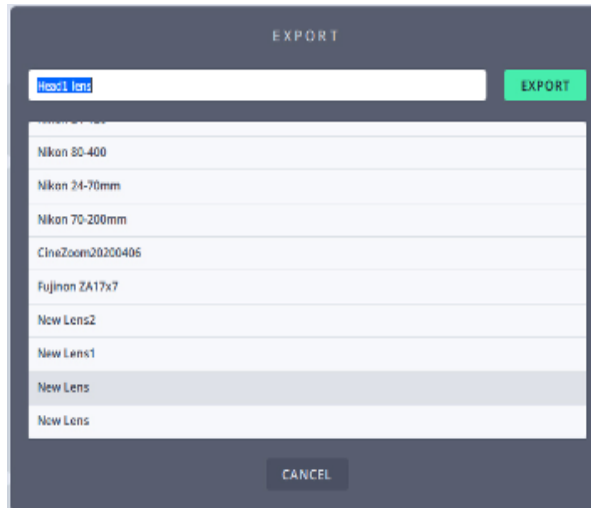 EXPORT
Head1 lens
EXPORT
Nikon 80-400
Nikon 24-70mm
Nikon 70-200mm
CineZoom20200406
Fujinon ZA17x7
New Lens2
New Lens1
New Lens
New Lens
CANCEL